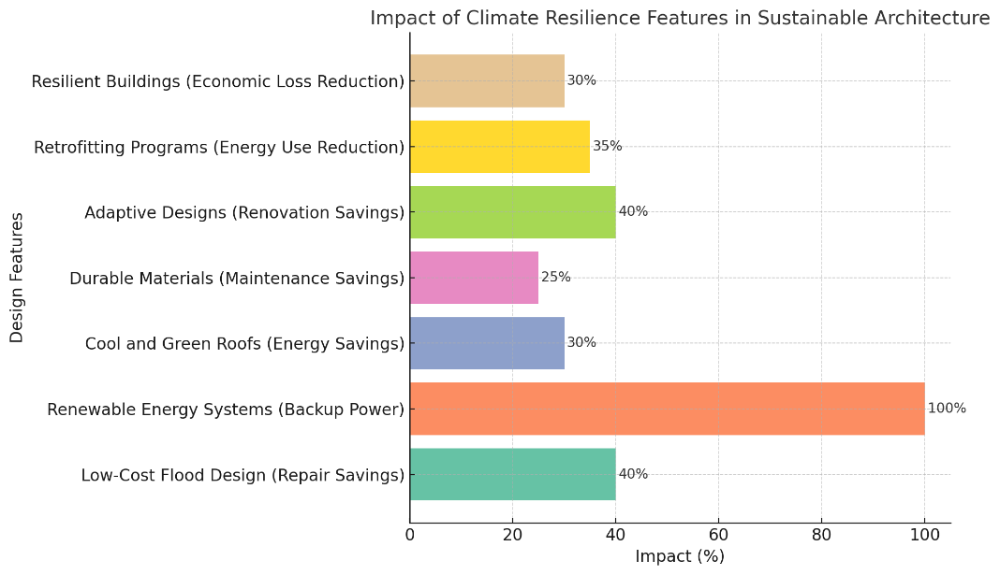 Impact of Climate Resilience Features in Sustainable Architecture
Resilient Buildings (Economic Loss Reduction)
30%
Retrofitting Programs (Energy Use Reduction)
35%
Adaptive Designs (Renovation Savings)
40%
Durable Materials (Maintenance Savings)
25%
Cool and Green Roofs (Energy Savings)
30%
Renewable Energy Systems (Backup Power)
100%
Low-Cost Flood Design (Repair Savings)
40%
Design Features
0 20 40 60 80 100
Impact (%)